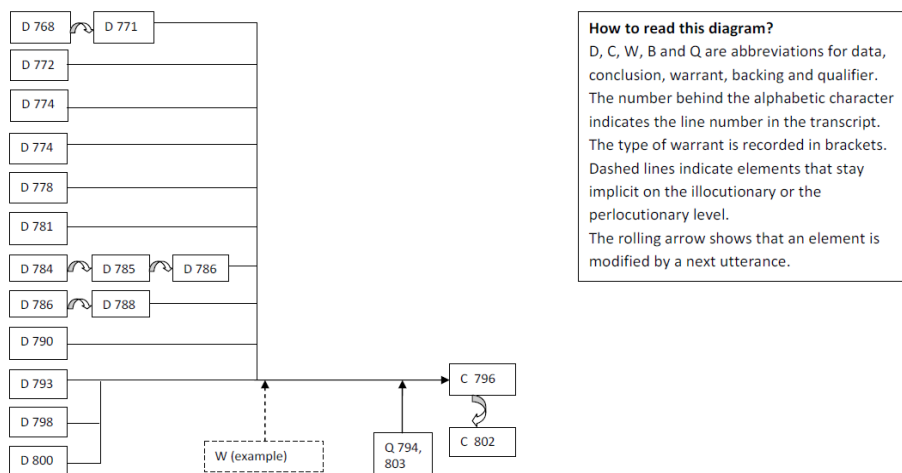 D 768
D 771
D 772
D 774
D 774
D 778
D 781
D 784
D 785
D 786
D 786
D 788
D 790
D 793
D 798
D 800
W (example)
Q 794,
803
C 796
C 802
How to read this diagram?
D, C, W, B and Q are abbreviations for data,
conclusion, warrant, backing and qualifier.
The number behind the alphabetic character
indicates the line number in the transcript.
The type of warrant is recorded in brackets.
Dashed lines indicate elements that stay
implicit on the illocutionary or the
perlocutionary level.
The rolling arrow shows that an element is
modified by a next utterance.